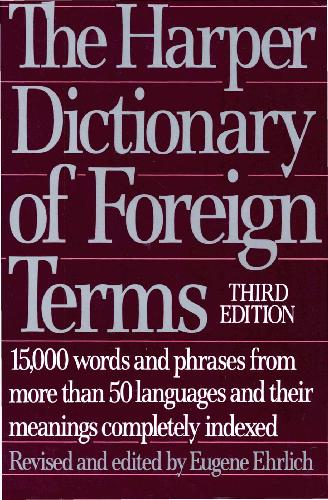 The Harper
Dictionary
of Foreign
Terms
THIRD
EDITION
15,000 words and phrases from
more than 50 languages and their
meanings completely indexed
Revised and edited by Eugene Ehrlich